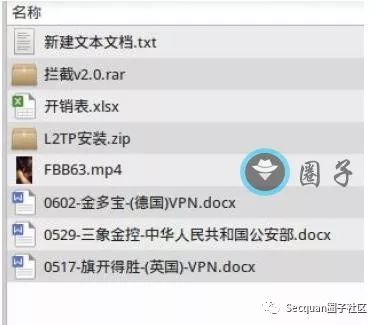 名称
新建文本文档.txt
拦截v2.0.rar
开销表.xlsx
L2TP安装.zip
FBB63.mp4
圈子
0602-金多宝-(德国)VPN.docx
0529-三象金控-中华人民共和国公安部.docx
0517-旗开得胜-(英国)-VPN.docx
Secquan圈子社区